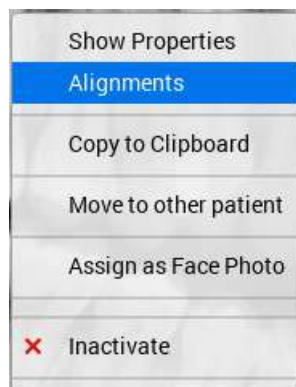 Show Properties
Alignments
Copy to Clipboard
Move to other patient
Assign as Face Photo
Inactivate